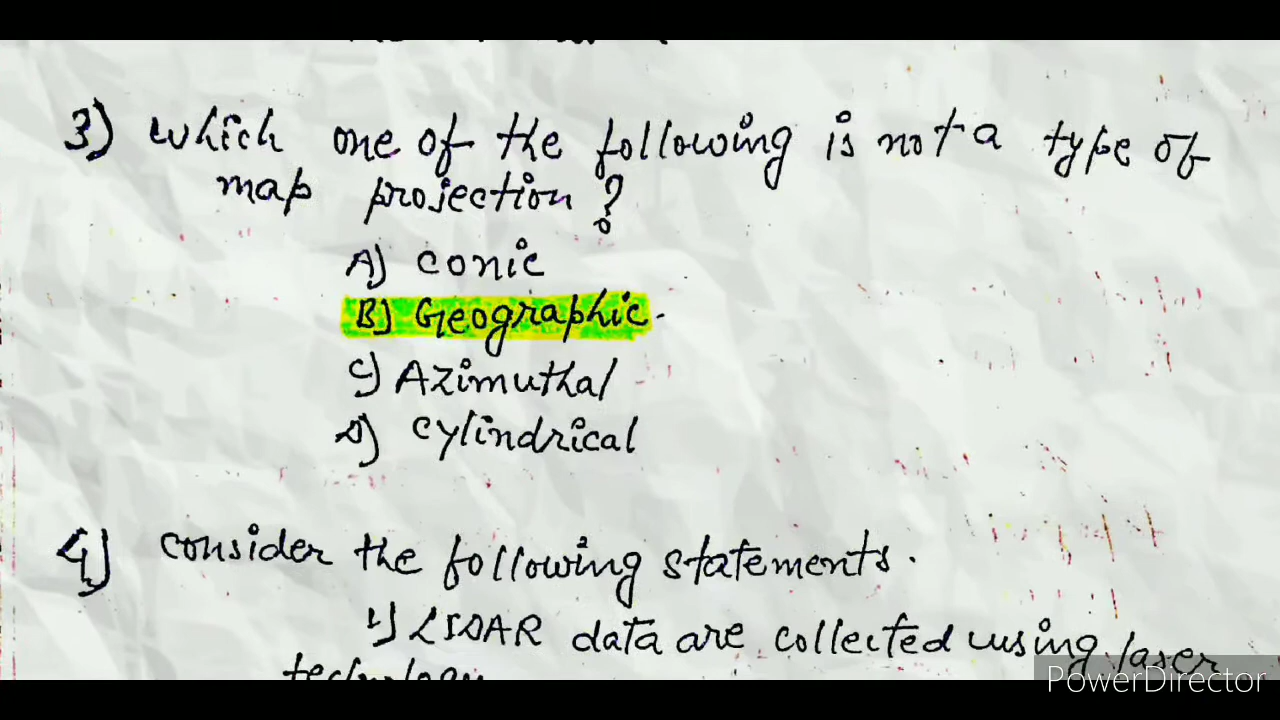 3) which one of the following is not a type of
map projection ?
A) conic
B) Geographic.
C) Azimuthal
D) cylindrical
4) consider the following statements.
1) LIDAR data are collected using laser
technology
PowerDirector